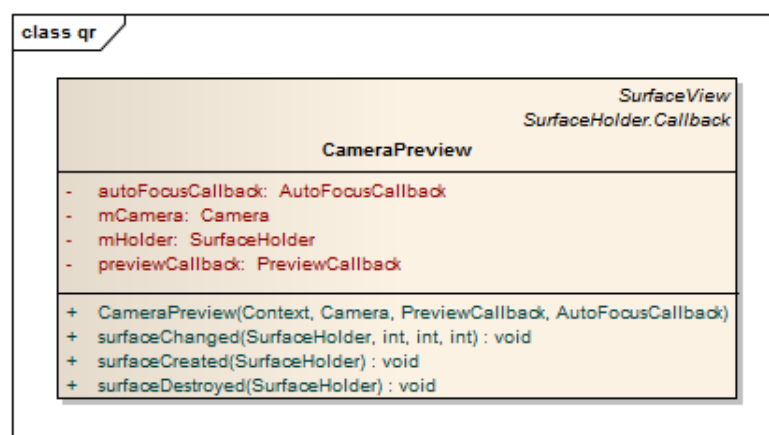 class qr
SurfaceView
SurfaceHolder.Callback
CameraPreview
- autoFocusCallback: AutoFocusCallback
- mCamera: Camera
- mHolder: SurfaceHolder
- previewCallback: PreviewCallback
+ CameraPreview(Context, Camera, PreviewCallback, AutoFocusCallback)
+ surfaceChanged(SurfaceHolder, int, int, int) : void
+ surfaceCreated(SurfaceHolder) : void
+ surfaceDestroyed(SurfaceHolder) : void